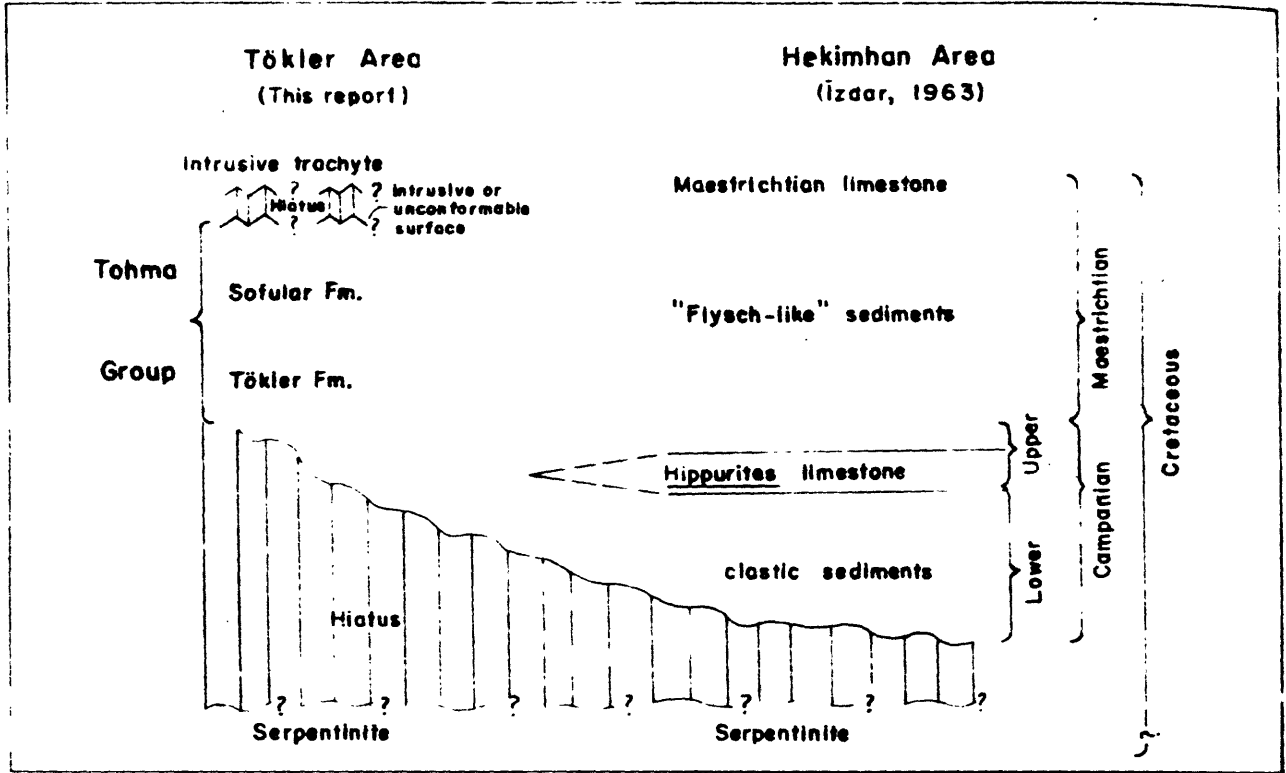 Tökler Area
(This report)
Hekimhan Area
(İzdar, 1963)
Intrusive trachyte
? ? Intrusive or
Hiatus unconformable
? ? surface
Maestrichtian limestone
Tohma
Group
Sofular Fm.
Tökler Fm.
"Flysch-like" sediments
Hippurites limestone
clastic sediments
Upper
Lower
Maestrichtian
Campanian
Cretaceous
?
Hiatus
? ? ? ? ? ? ?
Serpentinite
Serpentinite